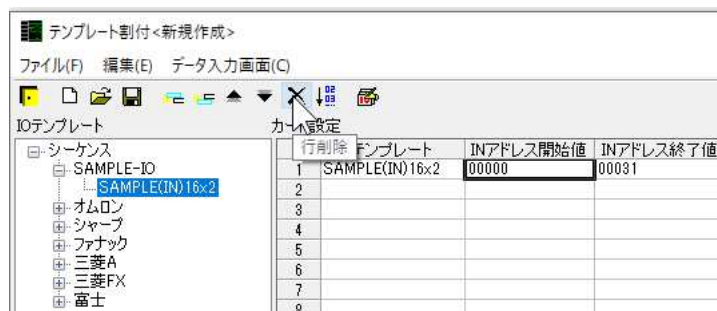 テンプレート割付<新規作成>
ファイル(F) 編集(E) データ入力画面(C)
IOテンプレート
シーケンス
SAMPLE-IO
SAMPLE(IN)16x2
オムロン
シャープ
ファナック
三菱A
三菱FX
富士
行削除
テンプレート INアドレス開始値 INアドレス終了値
1 SAMPLE(IN)16x2 00000 00031
2
3
4
5
6
7
8